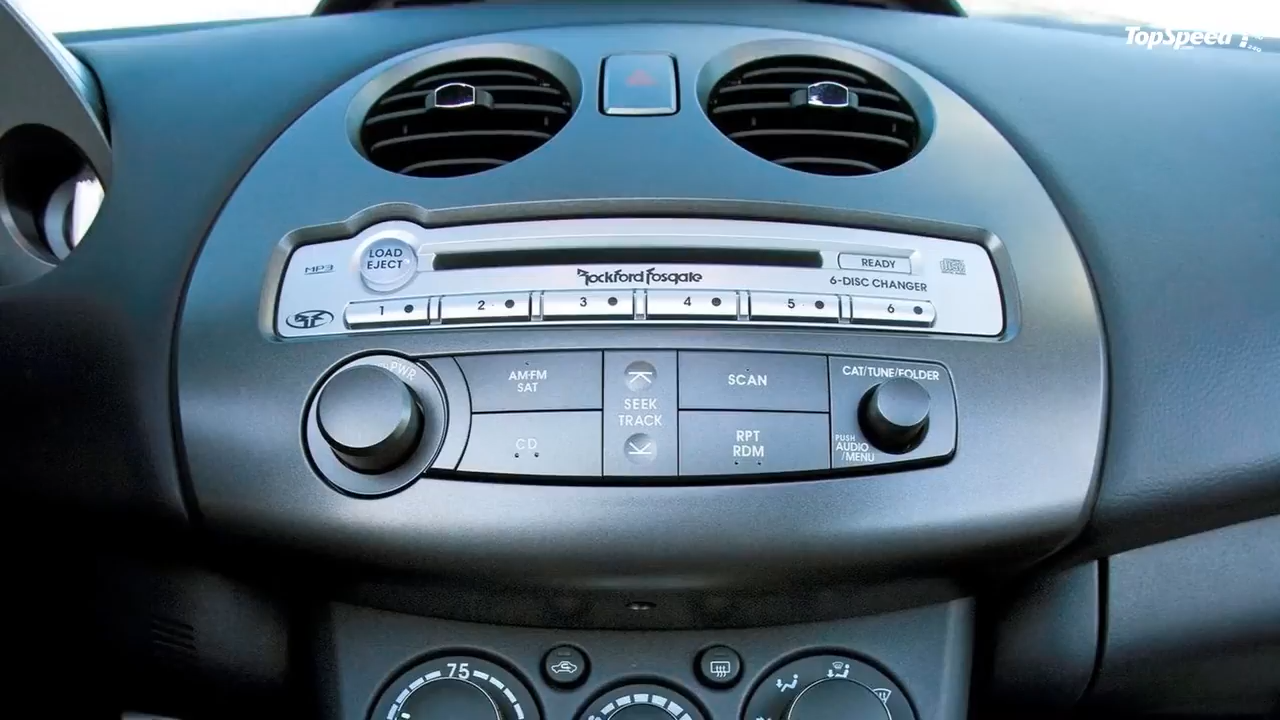 TopSpeed
.com
LOAD
EJECT
MP3
READY
Rockford Fosgate
6-DISC CHANGER
1 2 3 4 5 6
PWR
AM·FM
SAT
SEEK
TRACK
SCAN
CAT/TUNE/FOLDER
CD
RPT
RDM
PUSH
AUDIO
/MENU
75